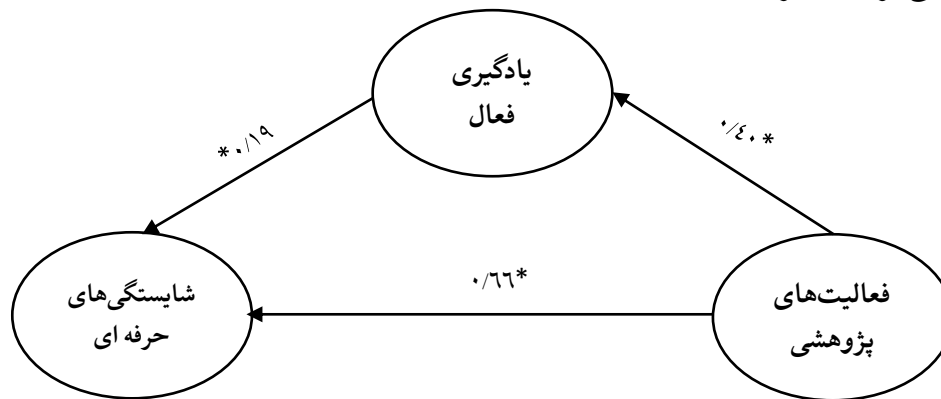 یادگیری
فعال
*۰/۱۹
۰/٤۰*
۰/٦٦*
فعالیت‌های
پژوهشی
شایستگی‌های
حرفه ای